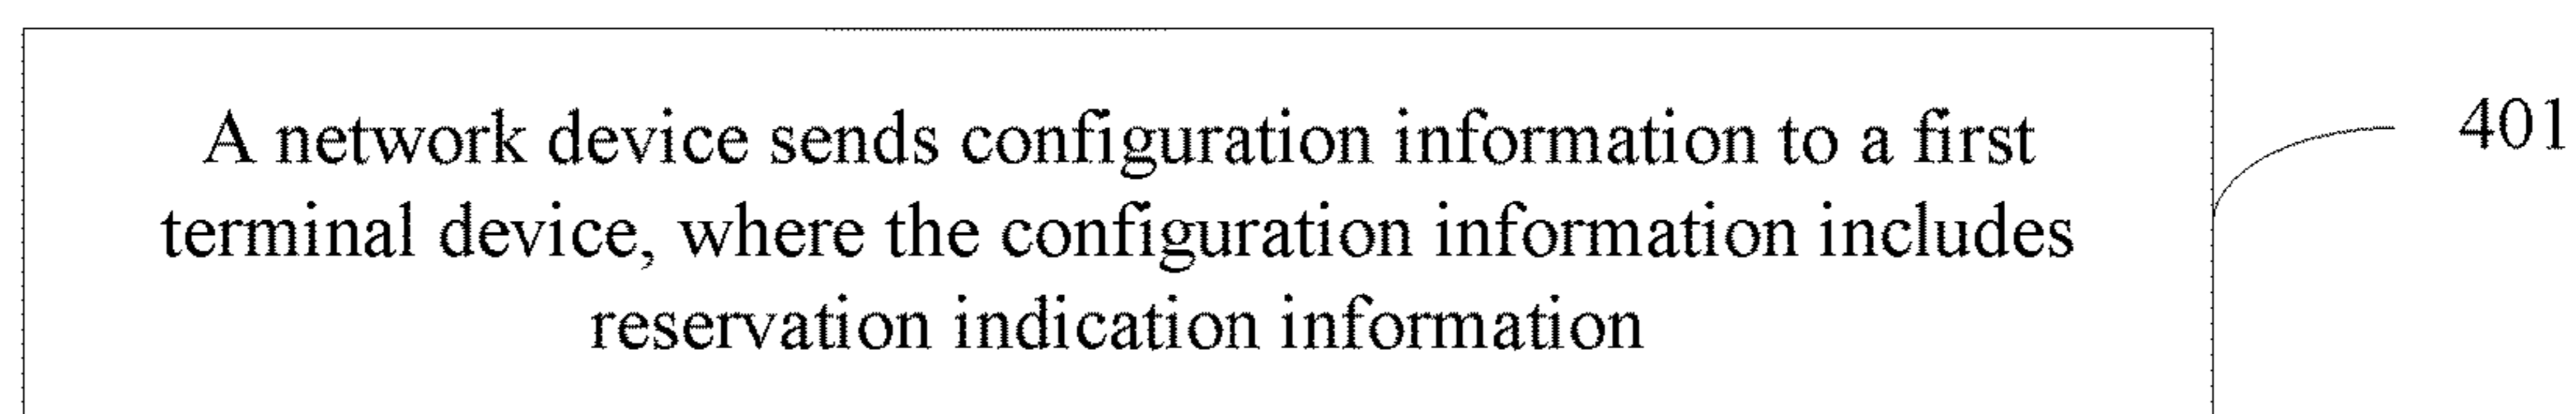 A network device sends configuration information to a first
401
terminal device, where the configuration information includes
reservation indication information